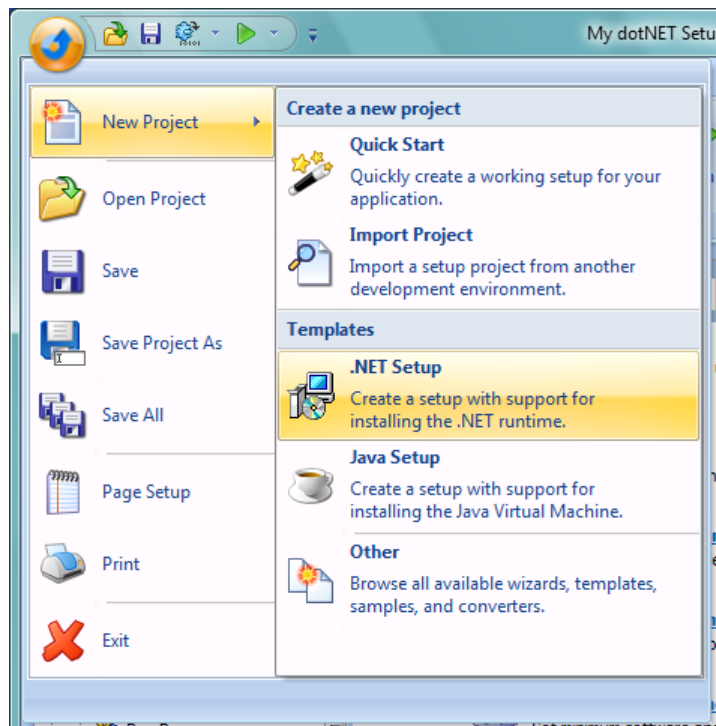 My dotNET Setu
New Project
Open Project
Save
Save Project As
Save All
Page Setup
Print
Exit
Create a new project
Quick Start
Quickly create a working setup for your
application.
Import Project
Import a setup project from another
development environment.
Templates
.NET Setup
Create a setup with support for
installing the .NET runtime.
Java Setup
Create a setup with support for
installing the Java Virtual Machine.
Other
Browse all available wizards, templates,
samples, and converters.